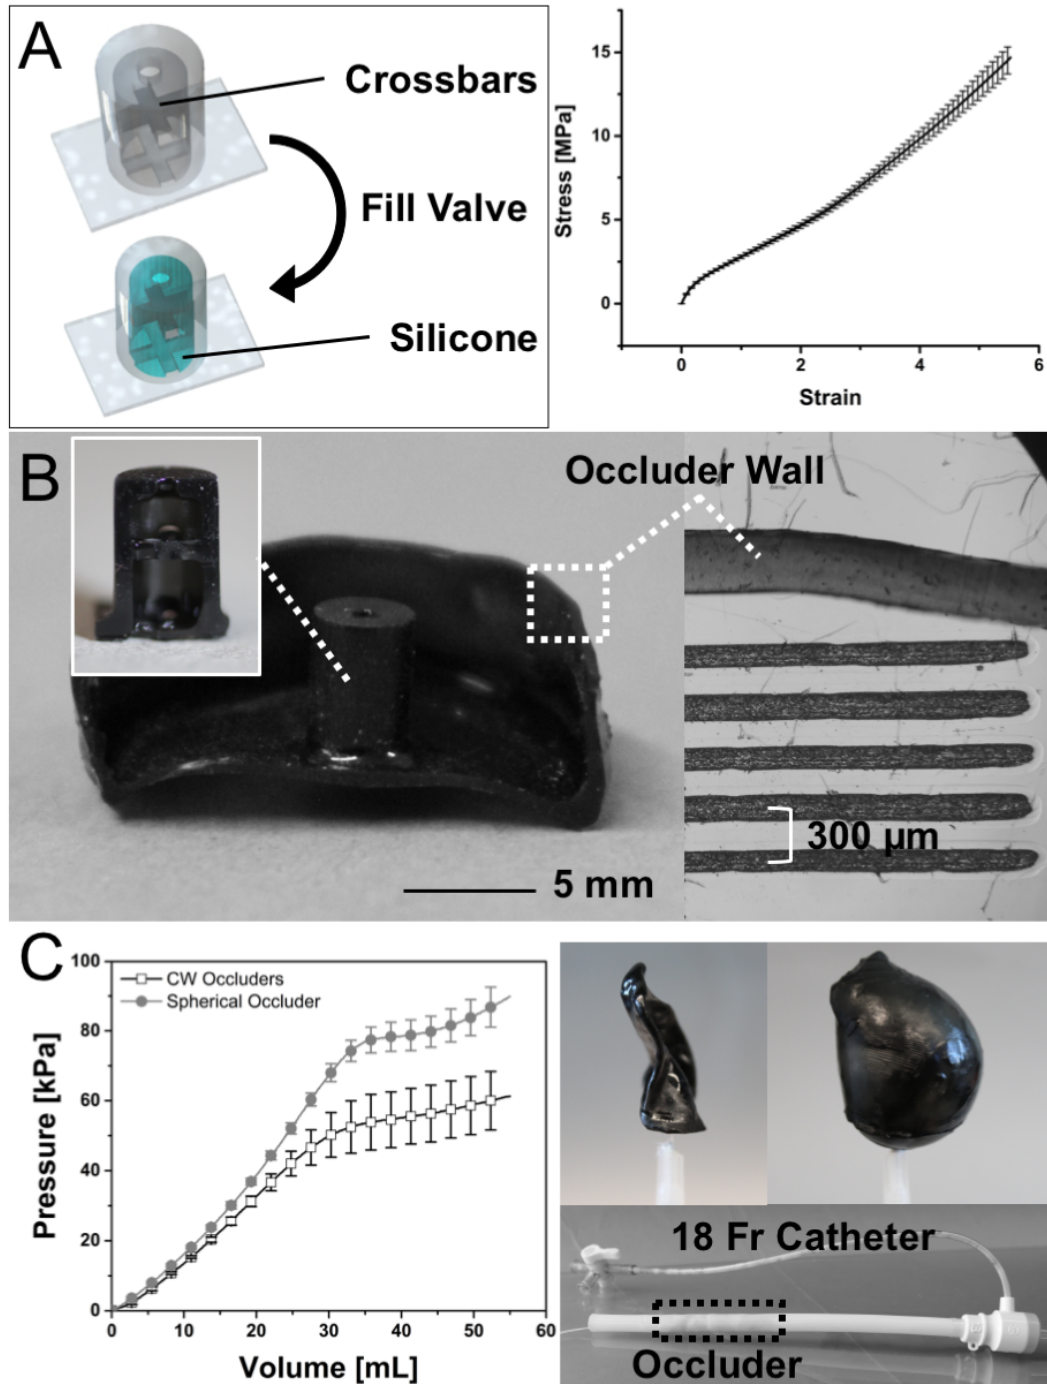 A
Crossbars
Fill Valve
Silicone
Stress [MPa]
15
10
5
0
0 2 4 6
Strain
B
Occluder Wall
5 mm
300 µm
C
Pressure [kPa]
100
80
60
40
20
0
CW Occluders
Spherical Occluder
0 10 20 30 40 50 60
Volume [mL]
18 Fr Catheter
Occluder